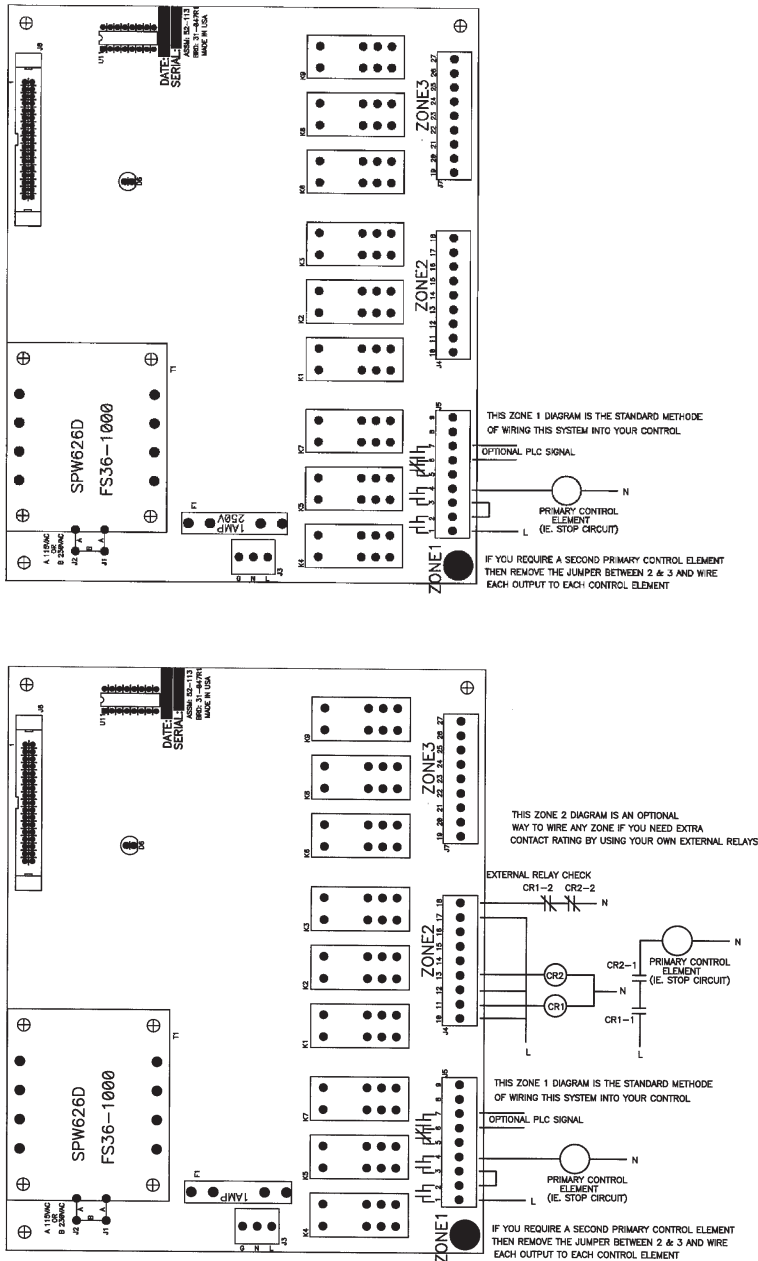 J6
U1
DATE:
SERIAL:
ASSM: 52-113
BRD: 31-847R1
MADE IN USA
D6
K9
K8
K6
K3
K2
K1
K7
K5
K4
ZONE3
27
26
25
24
23
22
21
20
19
J7
ZONE2
18
17
16
15
14
13
12
11
10
J4
T1
SPW626D
FS36-1000
A 115VAC
OR
B 230VAC
J2
J1
A
B
A
F1
1AMP
250V
J3
G N L
J5
9
8
7
6
5
4
3
2
1
ZONE1
THIS ZONE 1 DIAGRAM IS THE STANDARD METHODE
OF WIRING THIS SYSTEM INTO YOUR CONTROL
OPTIONAL PLC SIGNAL
N
PRIMARY CONTROL
ELEMENT
(IE. STOP CIRCUIT)
L
IF YOU REQUIRE A SECOND PRIMARY CONTROL ELEMENT
THEN REMOVE THE JUMPER BETWEEN 2 & 3 AND WIRE
EACH OUTPUT TO EACH CONTROL ELEMENT
J6
1
U1
DATE:
SERIAL:
ASSM: 52-113
BRD: 31-847R1
MADE IN USA
D6
K9
K8
K6
K3
K2
K1
K7
K5
K4
ZONE3
27
26
25
24
23
22
21
20
19
J7
THIS ZONE 2 DIAGRAM IS AN OPTIONAL
WAY TO WIRE ANY ZONE IF YOU NEED EXTRA
CONTACT RATING BY USING YOUR OWN EXTERNAL RELAYS
EXTERNAL RELAY CHECK
CR1-2 CR2-2
N
ZONE2
18
17
16
15
14
13
12
11
10
J4
CR2
CR1
N
L
N
PRIMARY CONTROL
ELEMENT
(IE. STOP CIRCUIT)
CR2-1
CR1-1
L
T1
SPW626D
FS36-1000
A 115VAC
OR
B 230VAC
J2
J1
A
B
A
F1
1AMP
J3
G N L
J5
9
8
7
6
5
4
3
2
1
ZONE1
THIS ZONE 1 DIAGRAM IS THE STANDARD METHODE
OF WIRING THIS SYSTEM INTO YOUR CONTROL
OPTIONAL PLC SIGNAL
N
PRIMARY CONTROL
ELEMENT
(IE. STOP CIRCUIT)
L
IF YOU REQUIRE A SECOND PRIMARY CONTROL ELEMENT
THEN REMOVE THE JUMPER BETWEEN 2 & 3 AND WIRE
EACH OUTPUT TO EACH CONTROL ELEMENT